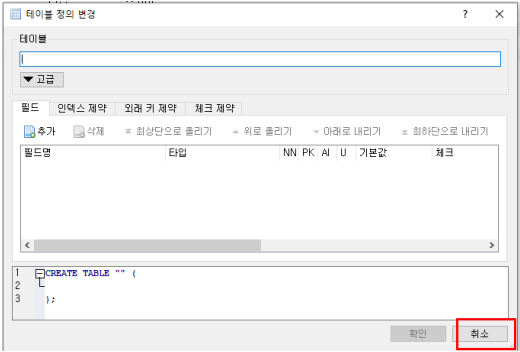 테이블 정의 변경
?
테이블
고급
필드 인덱스 제약 외래 키 제약 체크 제약
추가 삭제 최상단으로 올리기 위로 올리기 아래로 내리기 최하단으로 내리기
필드명 타입 NN PK AI U 기본값 체크
1 CREATE TABLE "" (
2
3 );
확인 취소